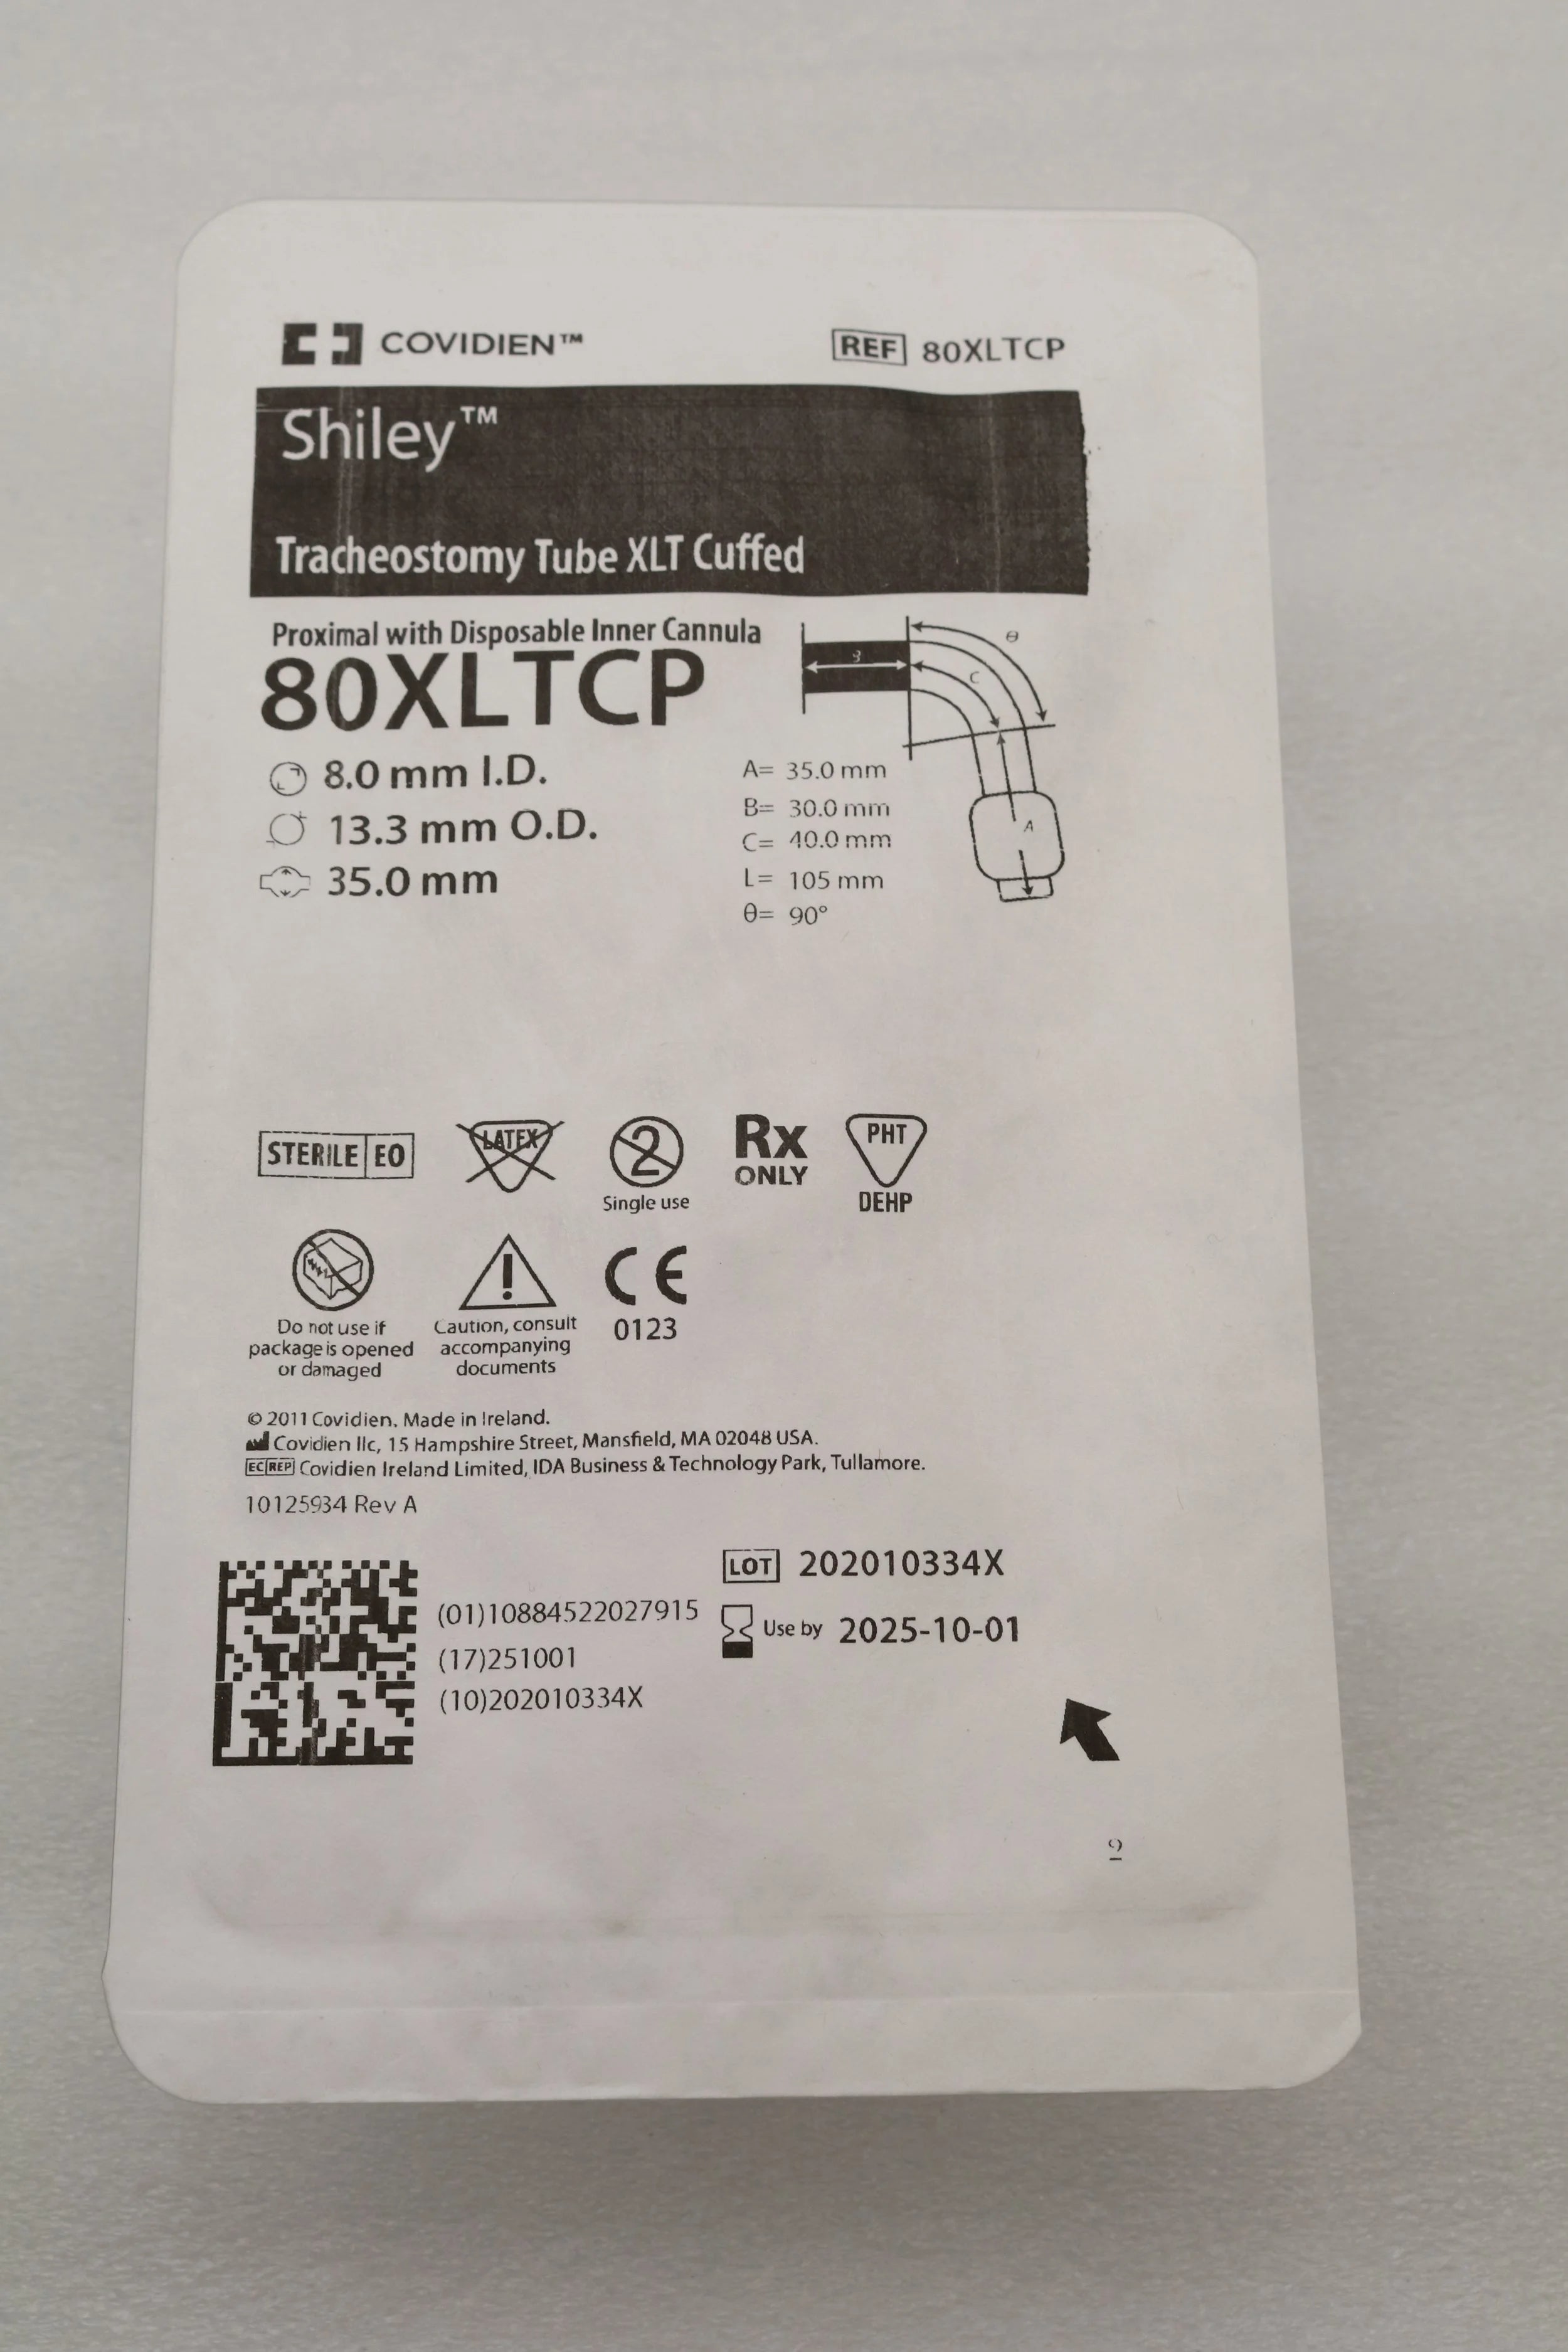 COVIDIEN™
REF 80XLTCP
Shiley™
Tracheostomy Tube XLT Cuffed
Proximal with Disposable Inner Cannula
80XLTCP
8.0 mm I.D.
13.3 mm O.D.
35.0 mm
θ
C
A
A= 35.0 mm
B= 30.0 mm
C= 40.0 mm
L= 105 mm
θ= 90°
STERILE EO
LATEX
2
Single use
Rx
ONLY
PHT
DEHP
Do not use if
package is opened
or damaged
!
Caution, consult
accompanying
documents
CE
0123
© 2011 Covidien. Made in Ireland.
Covidien llc, 15 Hampshire Street, Mansfield, MA 02048 USA.
EC REP Covidien Ireland Limited, IDA Business & Technology Park, Tullamore.
10125934 Rev A
(01)10884522027915
(17)251001
(10)202010334X
LOT 202010334X
Use by 2025-10-01